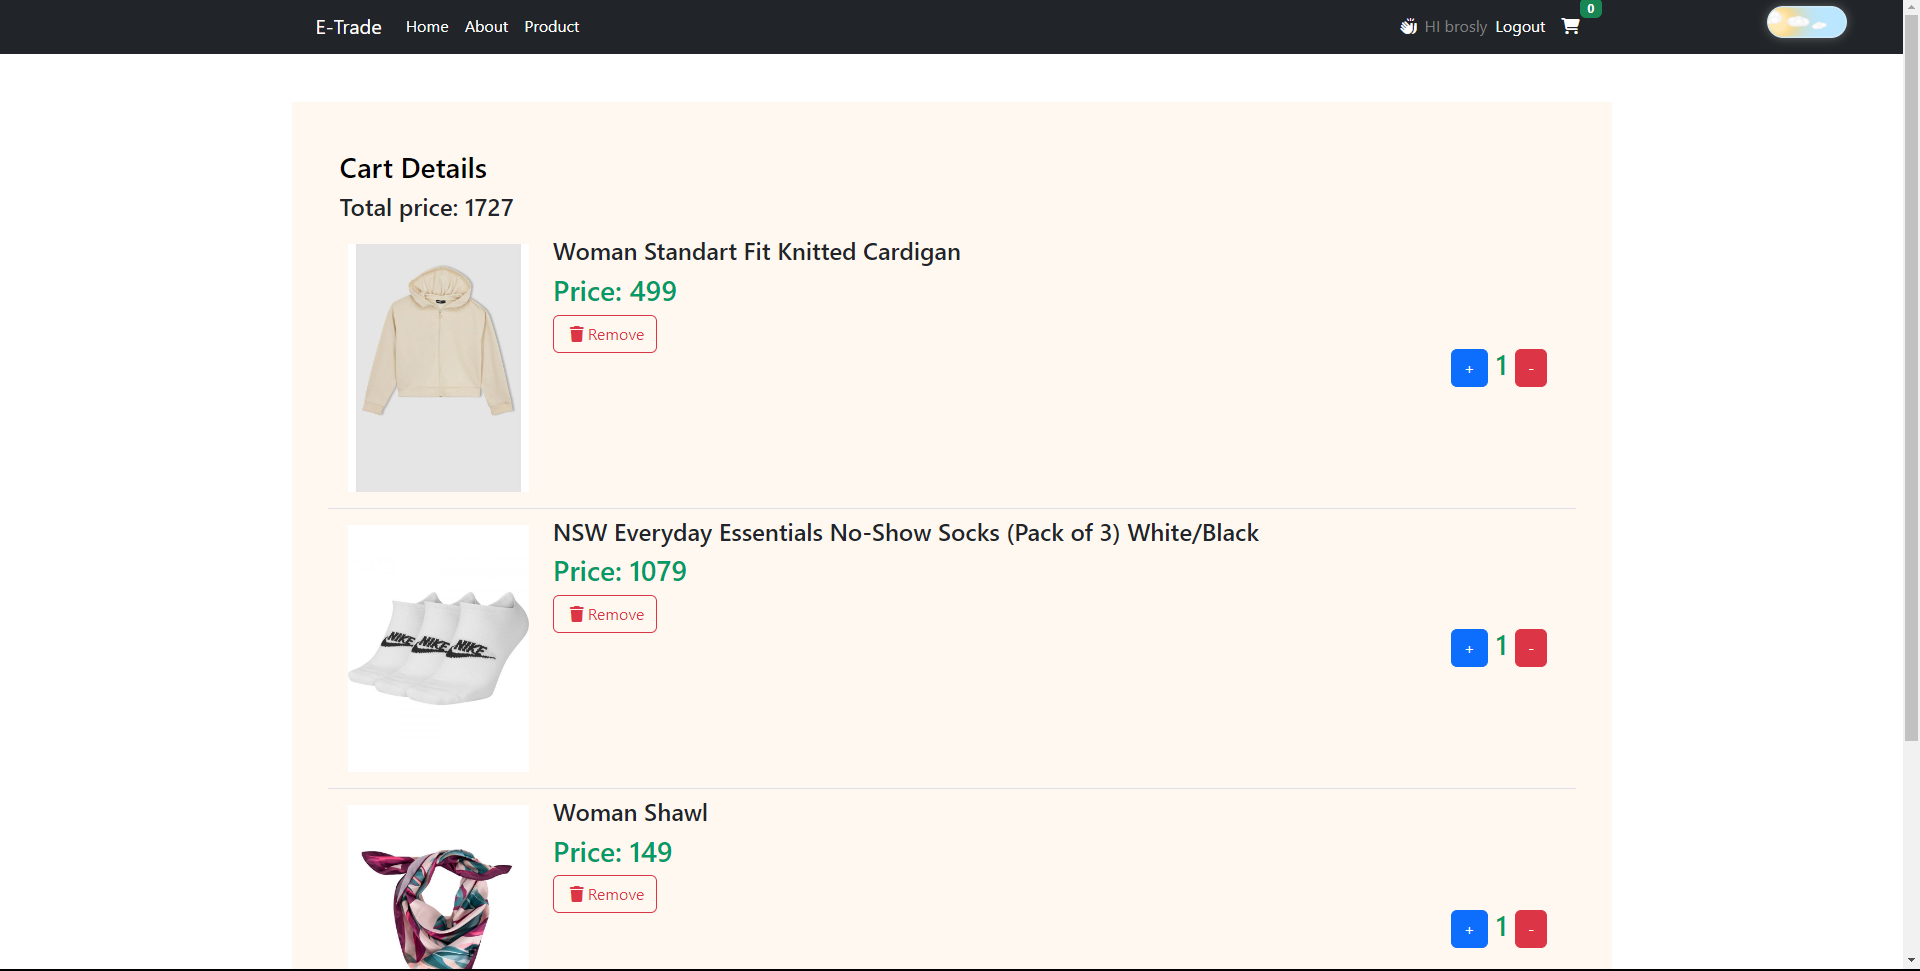 E-Trade Home About Product HI brosly Logout 0
Cart Details
Total price: 1727
Woman Standart Fit Knitted Cardigan
Price: 499
Remove
+ 1 -
NSW Everyday Essentials No-Show Socks (Pack of 3) White/Black
Price: 1079
Remove
NIKE NIKE NIKE
+ 1 -
Woman Shawl
Price: 149
Remove
+ 1 -